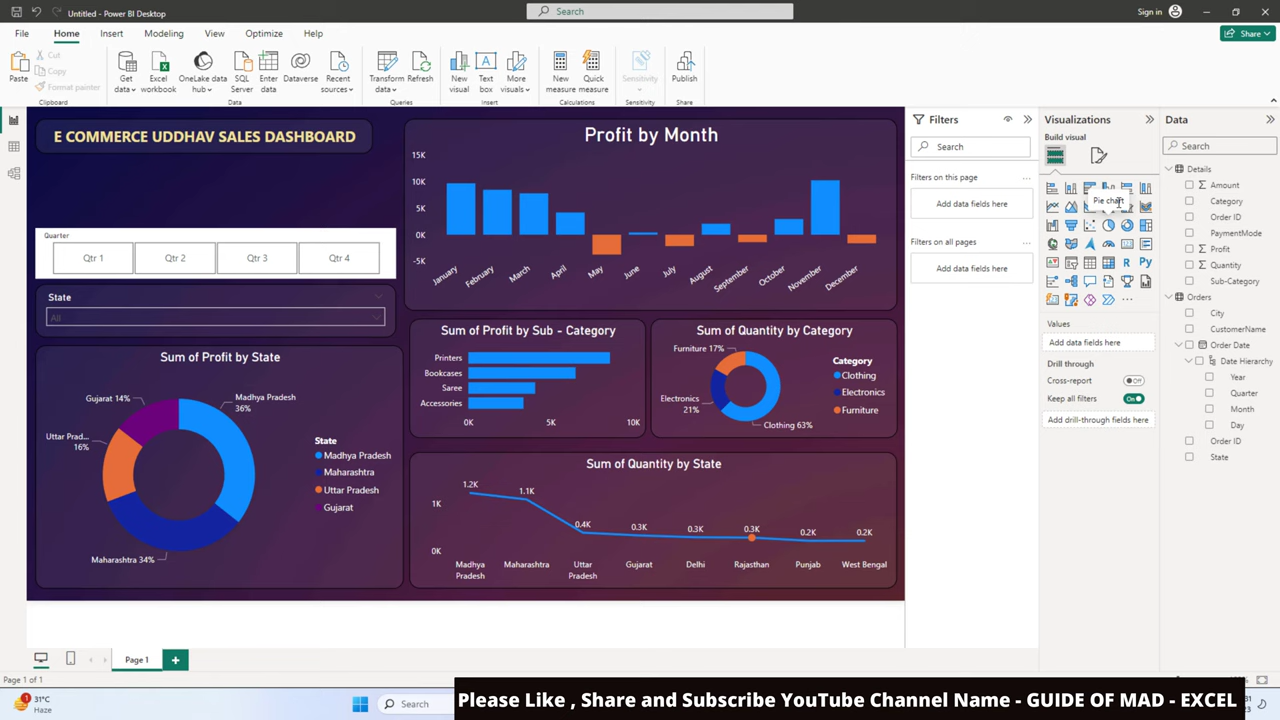 Untitled - Power BI Desktop
Search
Sign in
File
Home
Insert
Modeling
View
Optimize
Help
Share
Paste
Cut
Copy
Format painter
Clipboard
Get data
Excel workbook
OneLake data hub
SQL Server
Enter data
Dataverse
Recent sources
Data
Transform data
Refresh
Queries
New visual
Text box
More visuals
Insert
New measure
Quick measure
Calculations
Sensitivity
Sensitivity
Publish
Share
E COMMERCE UDDHAV SALES DASHBOARD
Quarter
Qtr 1
Qtr 2
Qtr 3
Qtr 4
State
All
Sum of Profit by State
Gujarat 14%
Madhya Pradesh
36%
Uttar Prad...
16%
Maharashtra 34%
State
Madhya Pradesh
Maharashtra
Uttar Pradesh
Gujarat
Profit by Month
15K
10K
5K
0K
-5K
January
February
March
April
May
June
July
August
September
October
November
December
Sum of Profit by Sub - Category
Printers
Bookcases
Saree
Accessories
0K
5K
10K
Sum of Quantity by Category
Furniture 17%
Electronics
21%
Clothing 63%
Category
Clothing
Electronics
Furniture
Sum of Quantity by State
1K
0K
1.2K
1.1K
0.4K
0.3K
0.3K
0.3K
0.2K
0.2K
Madhya Pradesh
Maharashtra
Uttar Pradesh
Gujarat
Delhi
Rajasthan
Punjab
West Bengal
Filters
Search
Filters on this page
...
Add data fields here
Filters on all pages
...
Add data fields here
Visualizations
Build visual
Pie chart
R
Py
...
Values
Add data fields here
Drill through
Cross-report
Off
Keep all filters
On
Add drill-through fields here
Data
Search
Details
Amount
Category
Order ID
PaymentMode
Profit
Quantity
Sub-Category
Orders
City
CustomerName
Order Date
Date Hierarchy
Year
Quarter
Month
Day
Order ID
State
Page 1
Page 1 of 1
1
31°C
Haze
Search
Please Like , Share and Subscribe YouTube Channel Name - GUIDE OF MAD - EXCEL